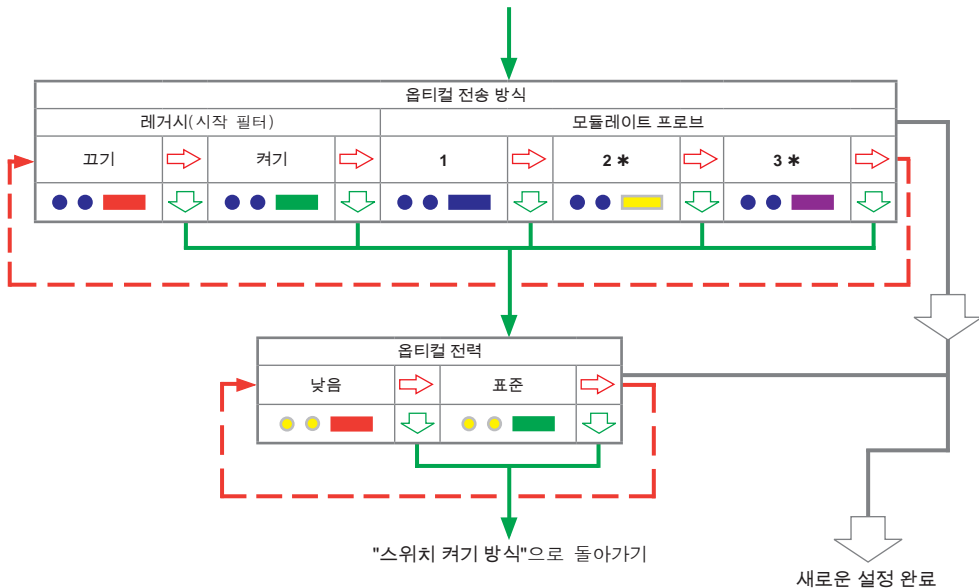 옵티컬 전송 방식
레거시(시작 필터) 모듈레이트 프로브
끄기 켜기 1 2 * 3 *
옵티컬 전력
낮음 표준
"스위치 켜기 방식"으로 돌아가기
새로운 설정 완료